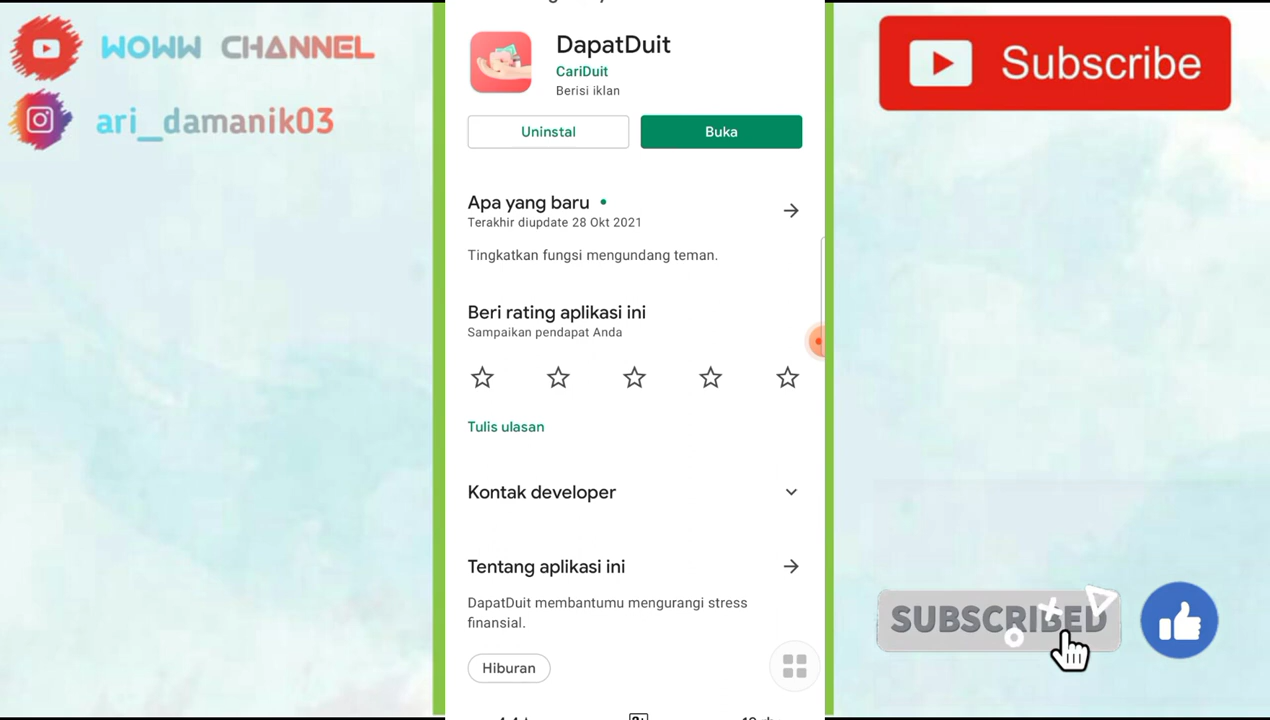 WOWW CHANNEL
ari_damanik03
DapatDuit
CariDuit
Berisi iklan
Uninstal
Buka
Apa yang baru
Terakhir diupdate 28 Okt 2021
Tingkatkan fungsi mengundang teman.
Beri rating aplikasi ini
Sampaikan pendapat Anda
Tulis ulasan
Kontak developer
Tentang aplikasi ini
DapatDuit membantumu mengurangi stress
finansial.
Hiburan
Subscribe
SUBSCRIBED